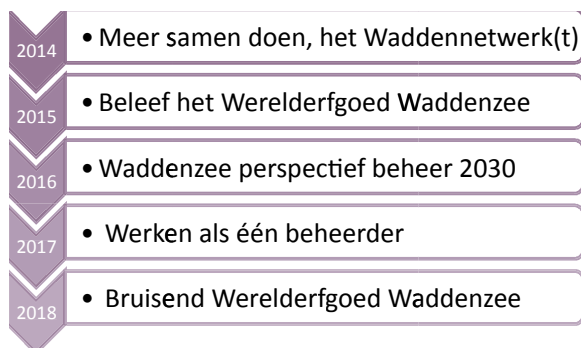 2014 • Meer samen doen, het Waddennetwerk(t)
2015 • Beleef het Werelderfgoed Waddenzee
2016 • Waddenzee perspectief beheer 2030
2017 • Werken als één beheerder
2018 • Bruisend Werelderfgoed Waddenzee